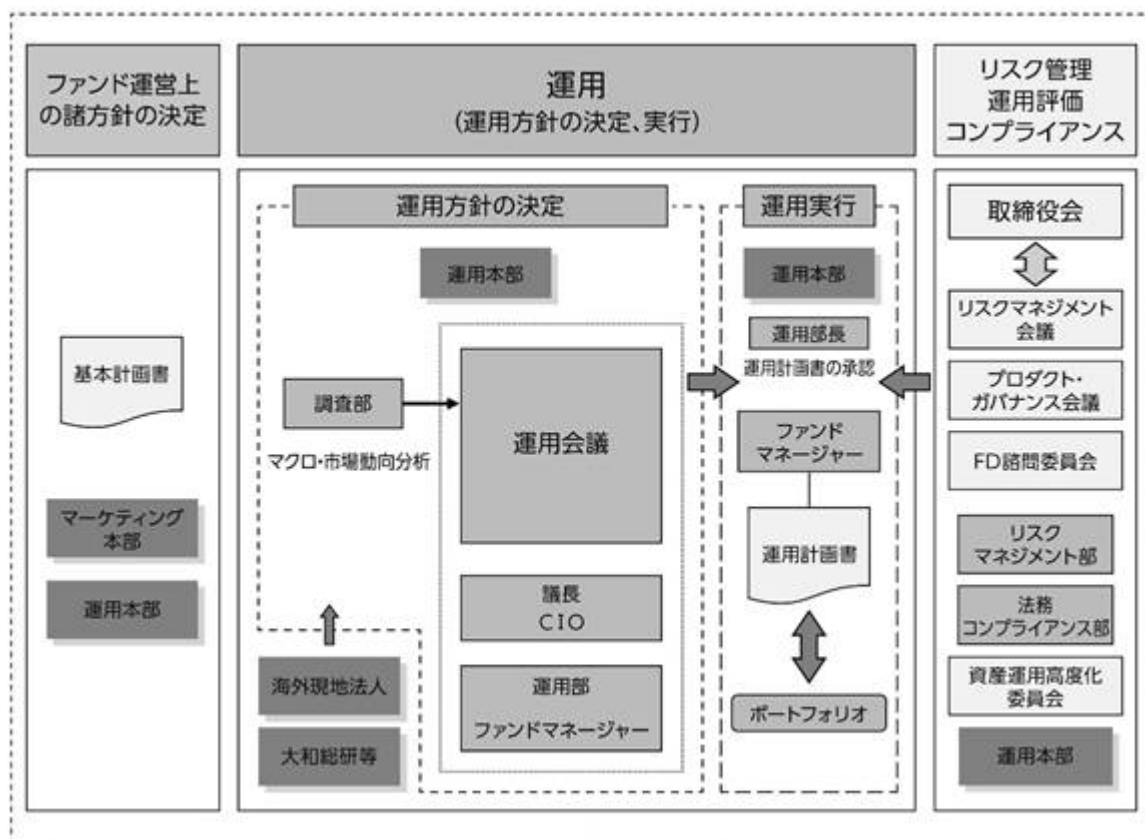 ファンド運営上
の諸方針の決定
運用
(運用方針の決定、実行)
リスク管理
運用評価
コンプライアンス
基本計画書
マーケティング
本部
運用本部
運用方針の決定
運用本部
調査部
マクロ・市場動向分析
運用会議
議長
CIO
運用部
ファンドマネージャー
海外現地法人
大和総研等
運用実行
運用本部
運用部長
運用計画書の承認
ファンド
マネージャー
運用計画書
ポートフォリオ
取締役会
リスクマネジメント
会議
プロダクト・
ガバナンス会議
FD諮問委員会
リスク
マネジメント部
法務
コンプライアンス部
資産運用高度化
委員会
運用本部